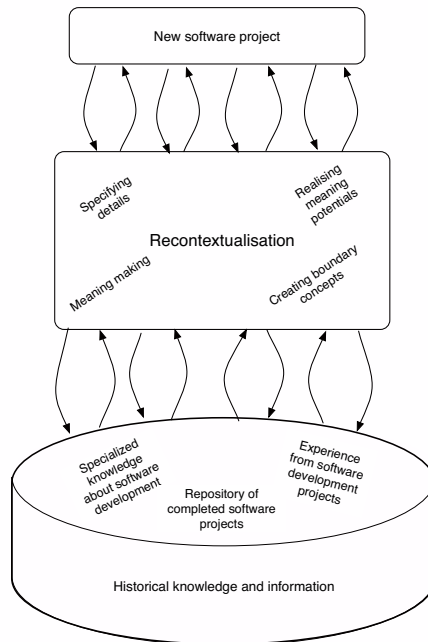 New software project
Specifying
details
Realising
meaning
potentials
Recontextualisation
Meaning making
Creating boundary
concepts
Specialized
knowledge
about software
development
Repository of
completed software
projects
Experience
from software
development
projects
Historical knowledge and information